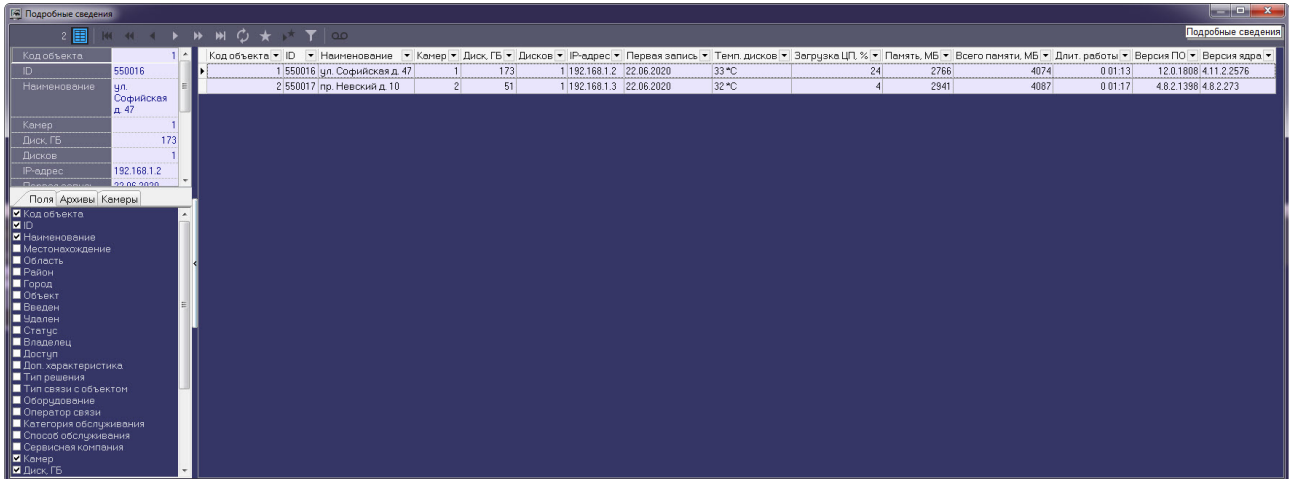 Подробные сведения
2
Подробные сведения
Код объекта 1
ID 550016
Наименование ул. Софийская д. 47
Камер 1
Диск, ГБ 173
Дисков 1
IP-адрес 192.168.1.2
Первая запись 22.06.2020
Поля Архивы Камеры
Код объекта
ID
Наименование
Местонахождение
Область
Район
Город
Объект
Введен
Удален
Статус
Владелец
Доступ
Доп. характеристика
Тип решения
Тип связи с объектом
Оборудование
Оператор связи
Категория обслуживания
Способ обслуживания
Сервисная компания
Камер
Диск, ГБ
Код объекта ID Наименование Камер Диск, ГБ Дисков IP-адрес Первая запись Темп. дисков Загрузка ЦП, % Память, МБ Всего памяти, МБ Длит. работы Версия ПО Версия ядра
1 550016 ул. Софийская д. 47 1 173 1 192.168.1.2 22.06.2020 33 °C 24 2766 4074 0 01:13 12.0.1808 4.11.2.2576
2 550017 пр. Невский д. 10 2 51 1 192.168.1.3 22.06.2020 32 °C 4 2941 4087 0 01:17 4.8.2.1398 4.8.2.273